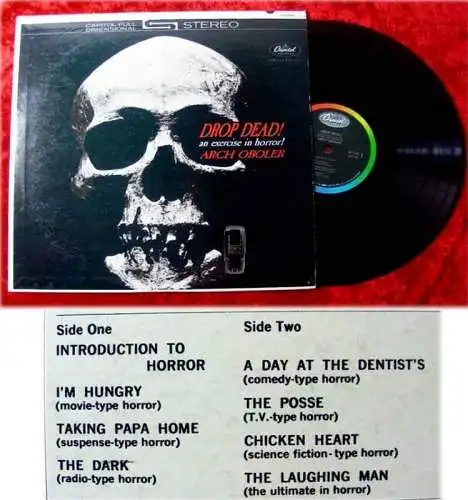 CAPITOL FULL DIMENSIONAL STEREO
Capitol
DROP DEAD!
an exercise in horror!
ARCH OBOLER
Capitol
Side One
INTRODUCTION TO
HORROR
I'M HUNGRY
(movie-type horror)
TAKING PAPA HOME
(suspense-type horror)
THE DARK
(radio-type horror)
Side Two
A DAY AT THE DENTIST'S
(comedy-type horror)
THE POSSE
(T.V.-type horror)
CHICKEN HEART
(science fiction-type horror)
THE LAUGHING MAN
(the ultimate in horror)